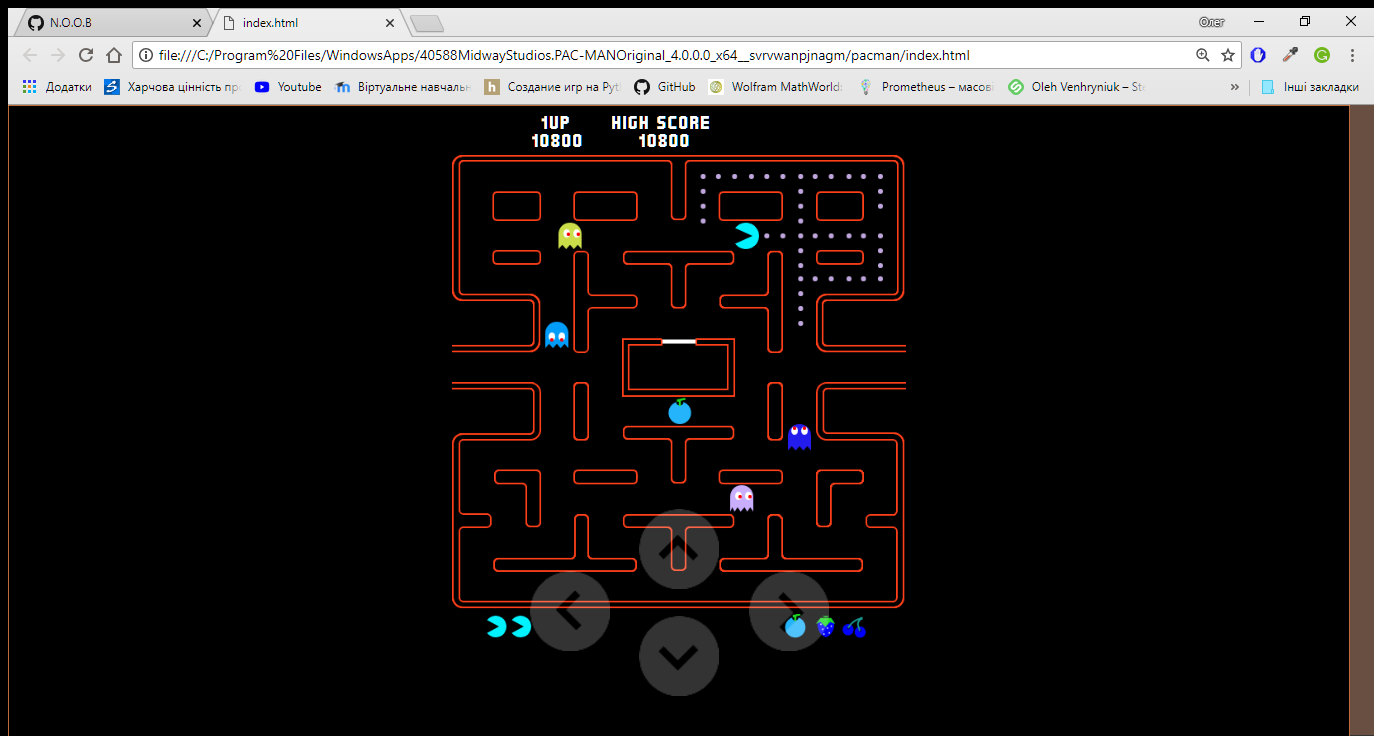 N.O.O.B
index.html
Олег
file:///C:/Program%20Files/WindowsApps/40588MidwayStudios.PAC-MANOriginal_4.0.0.0_x64__svrvwanpjnagm/pacman/index.html
Додатки
Харчова цінність пр
Youtube
Віртуальне навчальн
Создание игр на Pyt
GitHub
Wolfram MathWorld:
Prometheus – масові
Oleh Venhryniuk – St
Інші закладки
1UP
HIGH SCORE
10800
10800